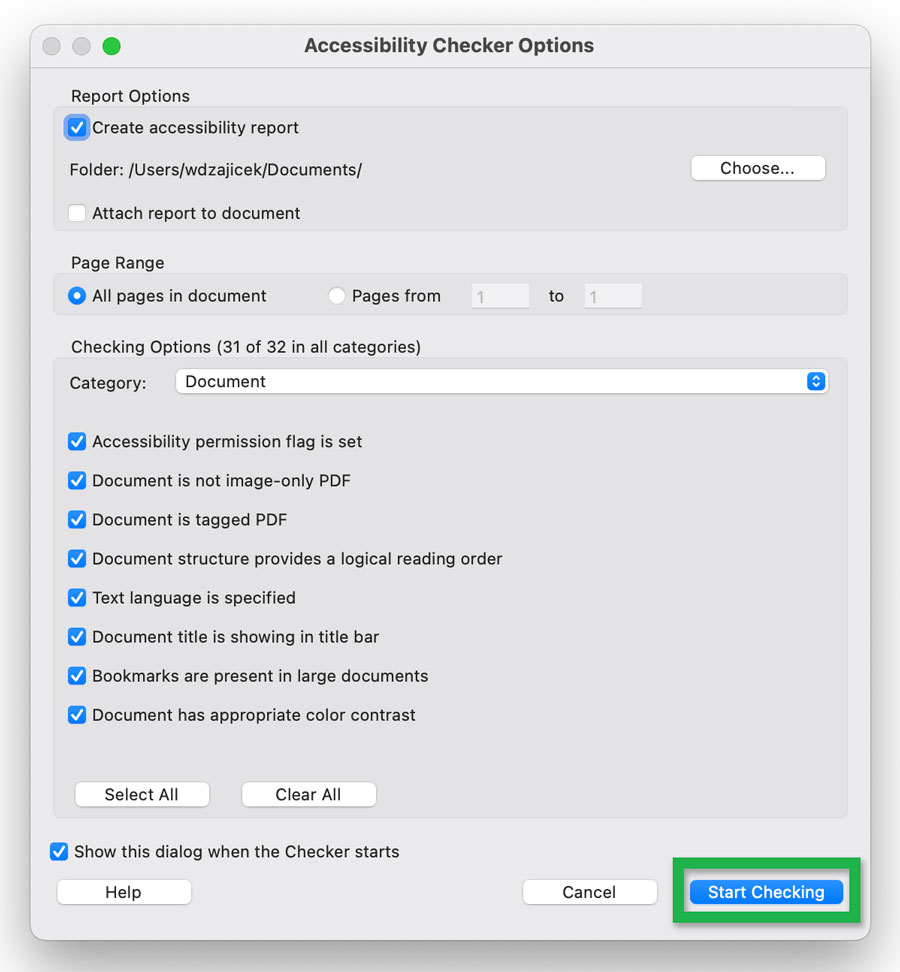 Accessibility Checker Options
Report Options
Create accessibility report
Folder: /Users/wdzajicek/Documents/ Choose...
Attach report to document
Page Range
All pages in document Pages from 1 to 1
Checking Options (31 of 32 in all categories)
Category: Document
Accessibility permission flag is set
Document is not image-only PDF
Document is tagged PDF
Document structure provides a logical reading order
Text language is specified
Document title is showing in title bar
Bookmarks are present in large documents
Document has appropriate color contrast
Select All Clear All
Show this dialog when the Checker starts
Help Cancel Start Checking